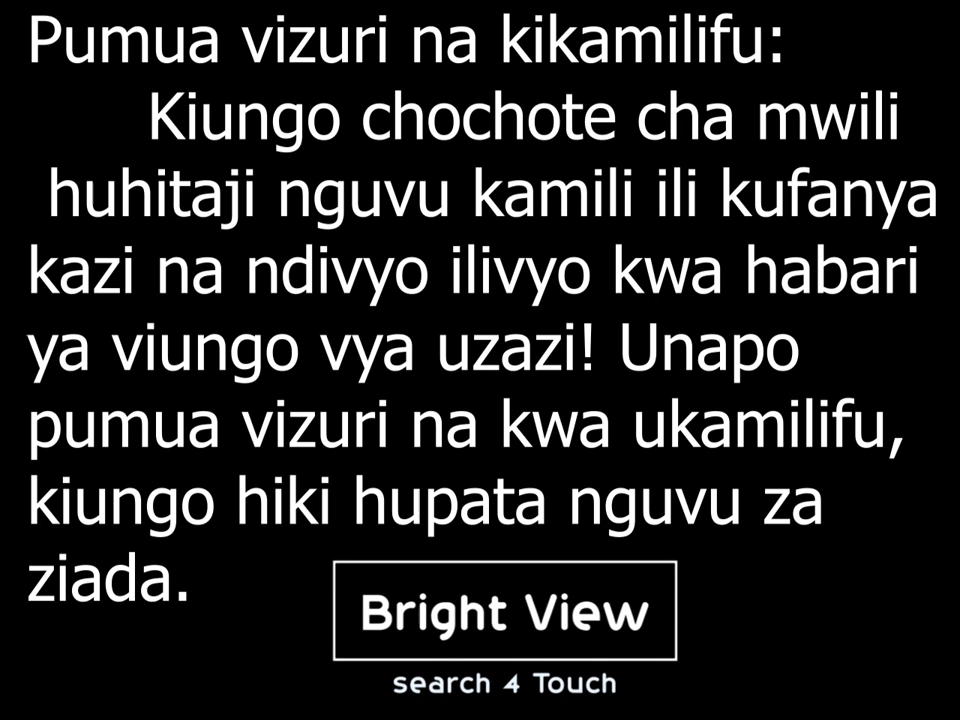 Pumua vizuri na kikamilifu:
Kiungo chochote cha mwili
huhitaji nguvu kamili ili kufanya
kazi na ndivyo ilivyo kwa habari
ya viungo vya uzazi! Unapo
pumua vizuri na kwa ukamilifu,
kiungo hiki hupata nguvu za
ziada.
Bright View
search 4 Touch